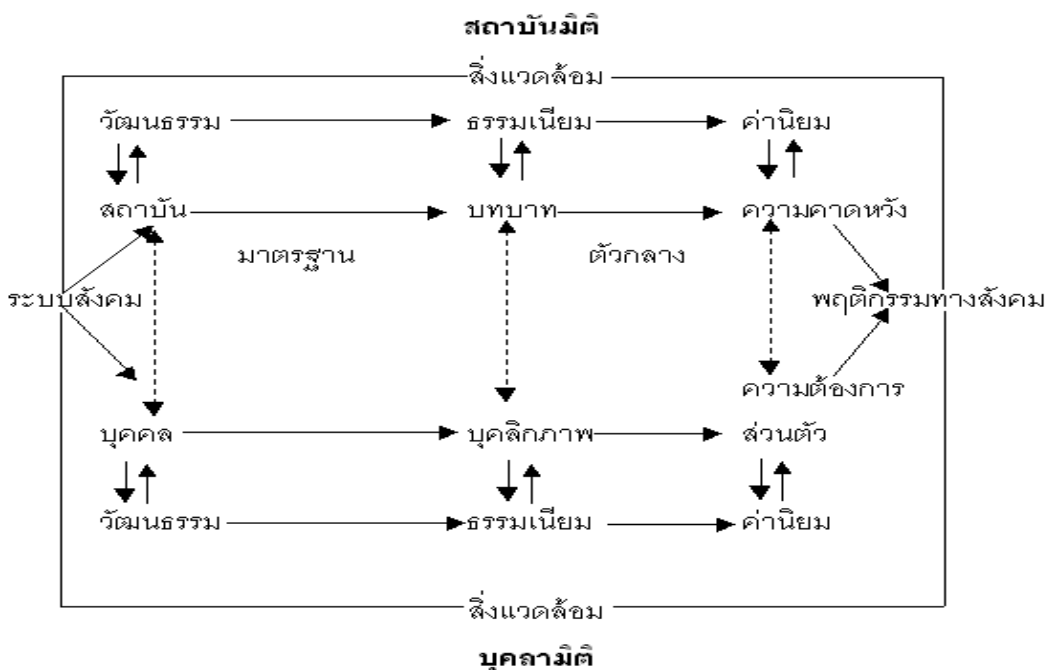 สถาบันมิติ
สิ่งแวดล้อม
วัฒนธรรม ธรรมเนียม ค่านิยม
สถาบัน บทบาท ความคาดหวัง
มาตรฐาน ตัวกลาง
ระบบสังคม พฤติกรรมทางสังคม
ความต้องการ
บุคคล บุคลิกภาพ ส่วนตัว
วัฒนธรรม ธรรมเนียม ค่านิยม
สิ่งแวดล้อม
บุคลามิติ